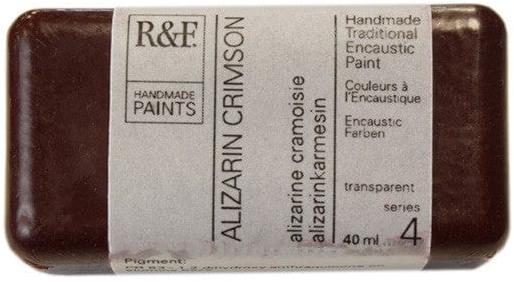 R&F.
HANDMADE
PAINTS
ALIZARIN CRIMSON
alizarine cramoisie
alizarinkarmesin
Handmade
Traditional
Encaustic
Paint
Couleurs à
l'Encaustique
Encaustic
Farben
transparent
series
40 ml 4
Pigment: